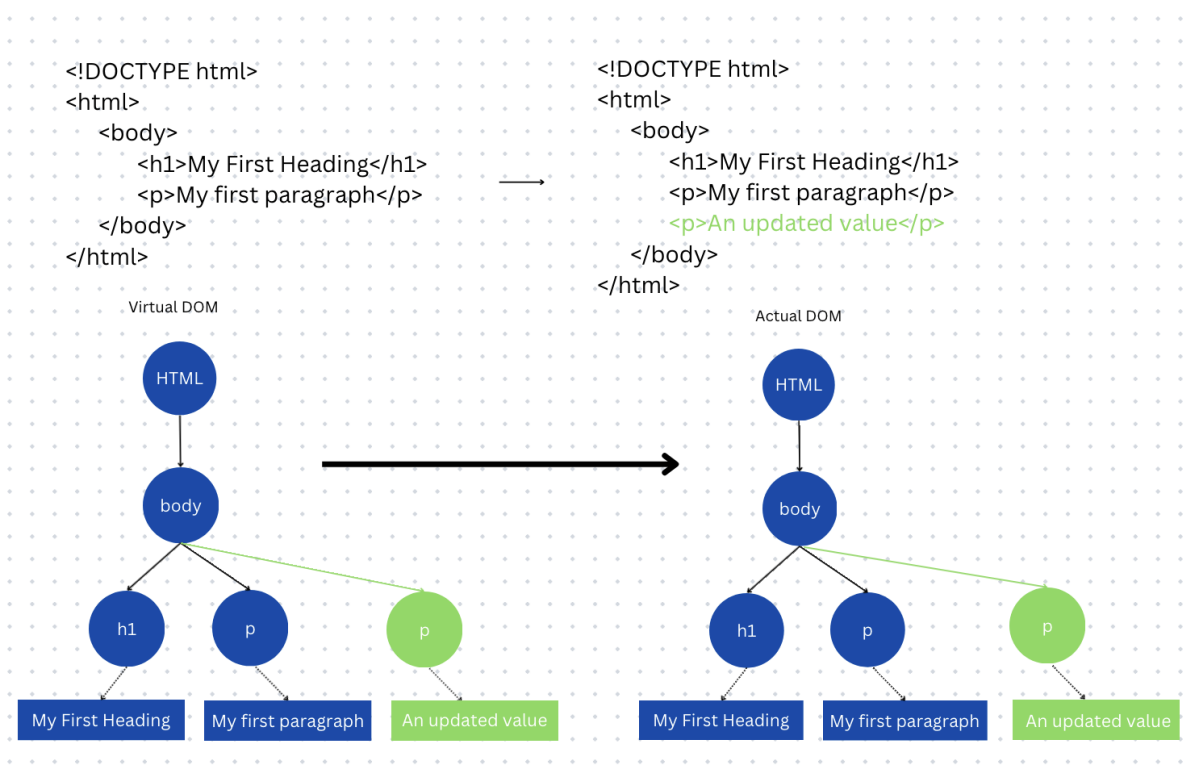 <!DOCTYPE html>
<html>
<body>
<h1>My First Heading</h1>
<p>My first paragraph</p>
</body>
</html>
<!DOCTYPE html>
<html>
<body>
<h1>My First Heading</h1>
<p>My first paragraph</p>
<p>An updated value</p>
</body>
</html>
Virtual DOM
HTML
body
h1
p
p
My First Heading
My first paragraph
An updated value
Actual DOM
HTML
body
h1
p
p
My First Heading
My first paragraph
An updated value